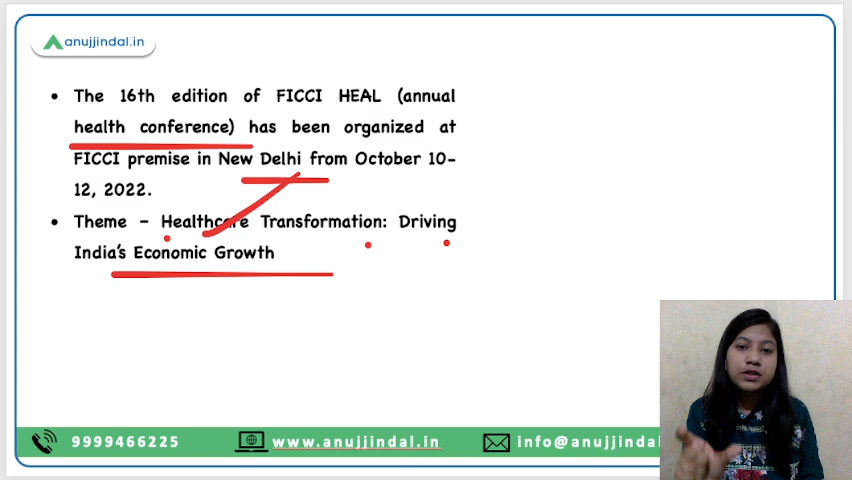 anujjindal.in
• The 16th edition of FICCI HEAL (annual
health conference) has been organized at
FICCI premise in New Delhi from October 10-
12, 2022.
• Theme – Healthcare Transformation: Driving
India's Economic Growth
9999466225 www.anujjindal.in info@anujjindal